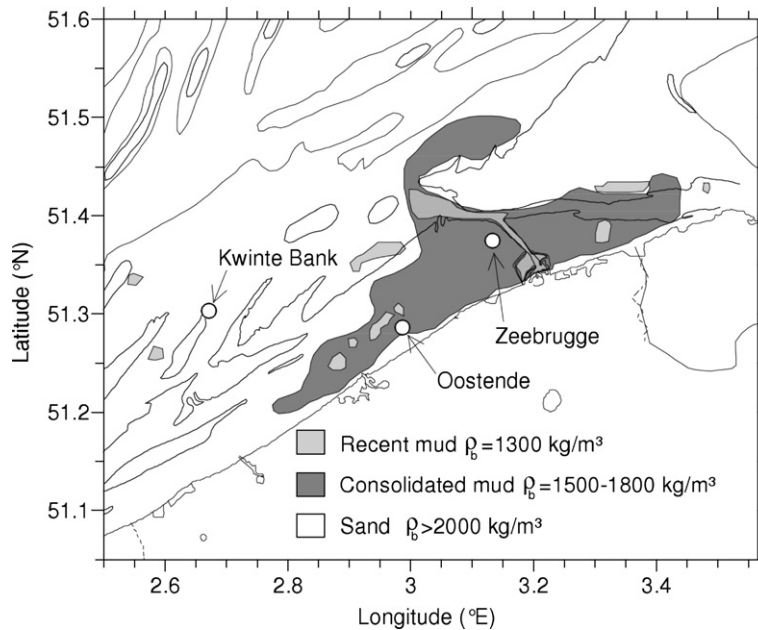 51.6
51.5
51.4
51.3
51.2
51.1
Latitude (°N)
Kwinte Bank
Zeebrugge
Oostende
Recent mud ρb=1300 kg/m³
Consolidated mud ρb=1500-1800 kg/m³
Sand ρb>2000 kg/m³
2.6 2.8 3 3.2 3.4
Longitude (°E)